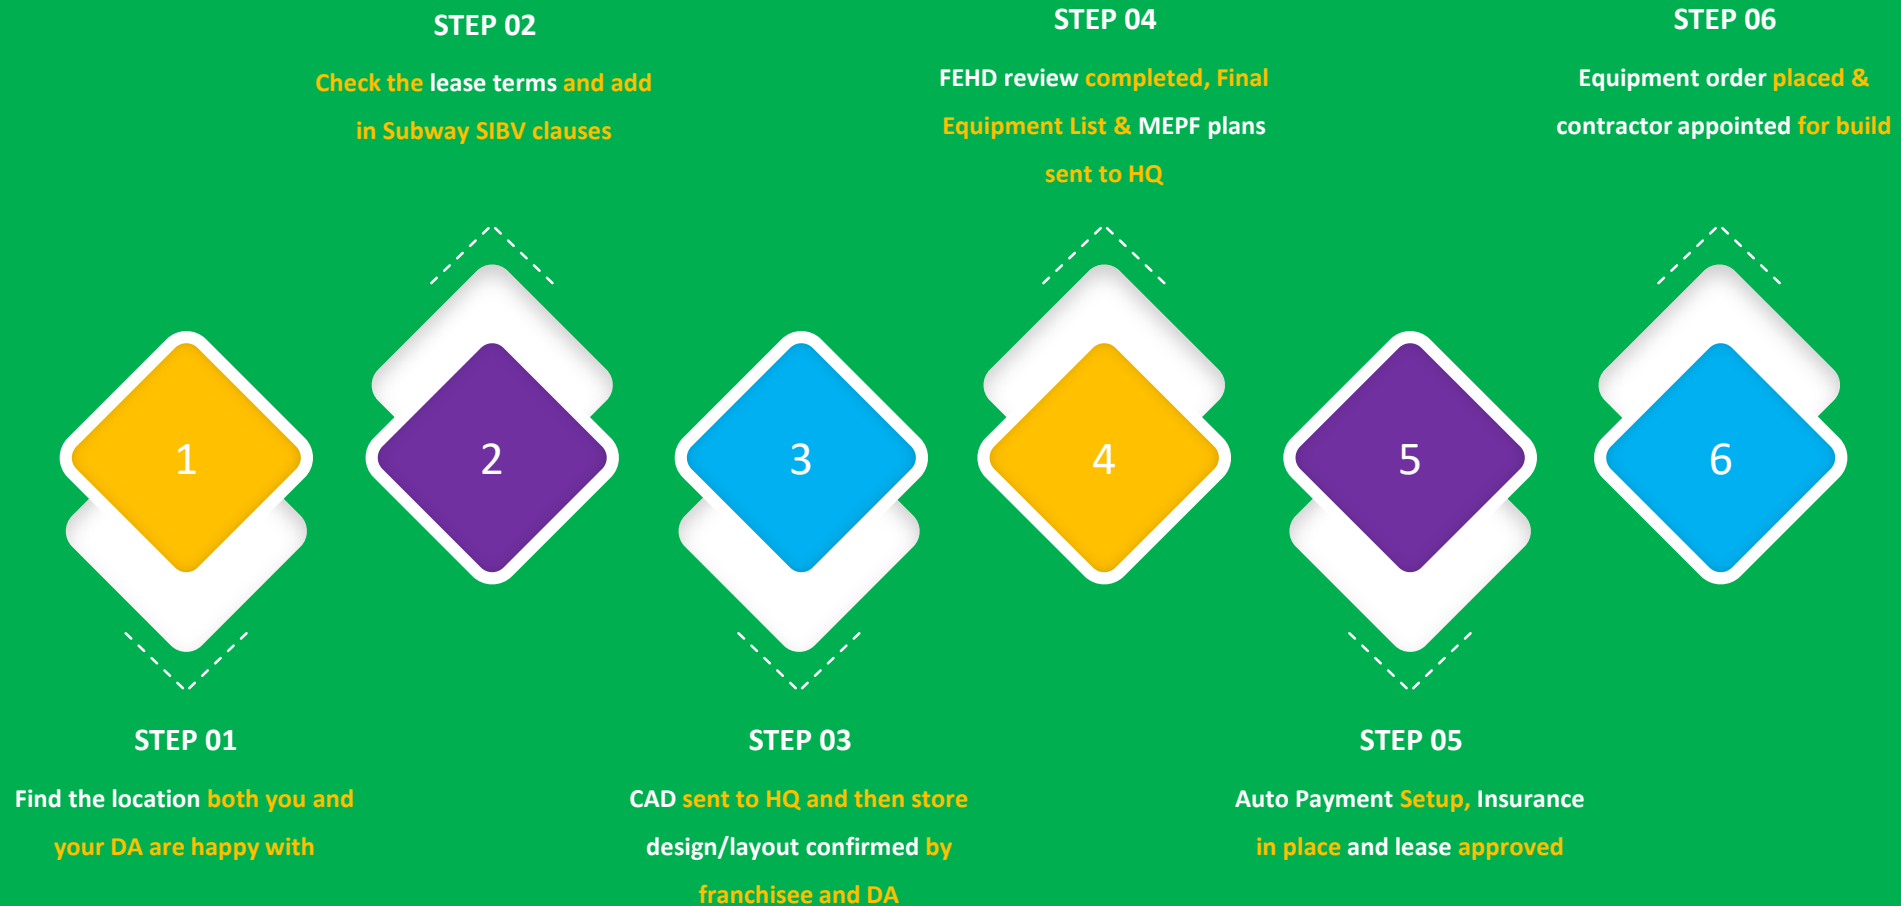 STEP 02
Check the lease terms and add
in Subway SIBV clauses
STEP 04
FEHD review completed, Final
Equipment List & MEPF plans
sent to HQ
STEP 06
Equipment order placed &
contractor appointed for build
1
2
3
4
5
6
STEP 01
Find the location both you and
your DA are happy with
STEP 03
CAD sent to HQ and then store
design/layout confirmed by
franchisee and DA
STEP 05
Auto Payment Setup, Insurance
in place and lease approved